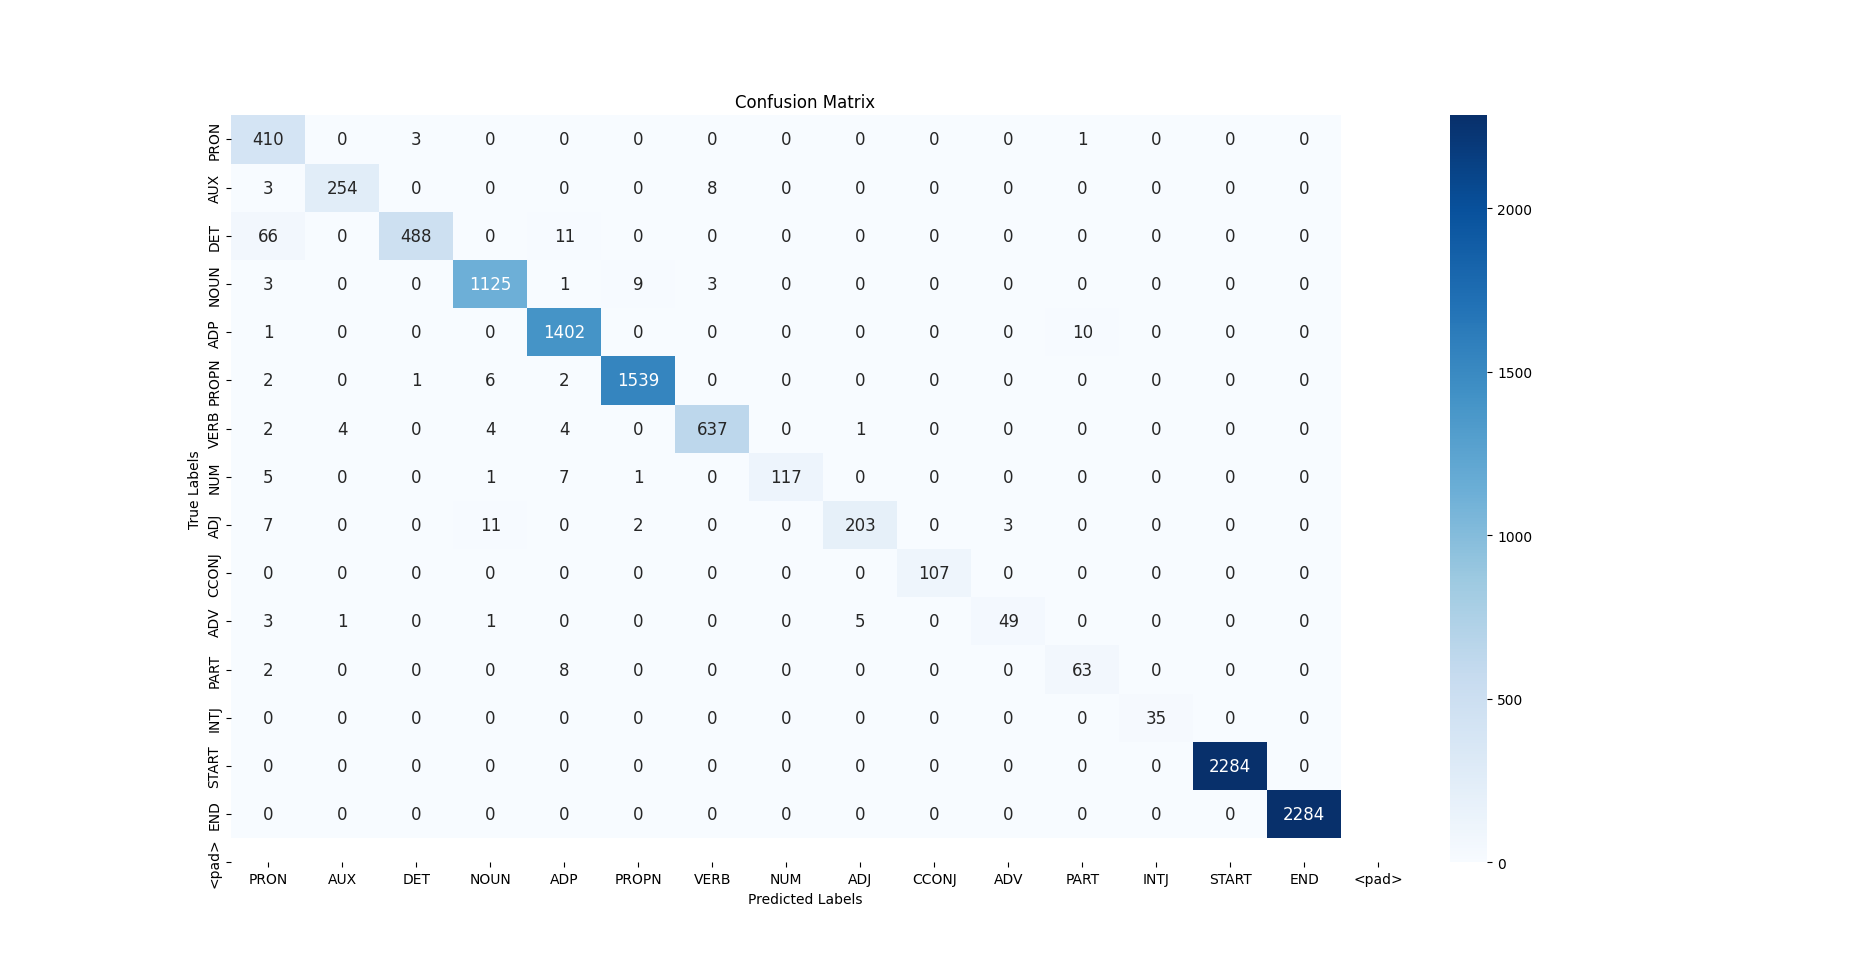 Confusion Matrix
PRON 410 0 3 0 0 0 0 0 0 0 0 1 0 0 0
AUX 3 254 0 0 0 0 8 0 0 0 0 0 0 0 0
DET 66 0 488 0 11 0 0 0 0 0 0 0 0 0 0
NOUN 3 0 0 1125 1 9 3 0 0 0 0 0 0 0 0
ADP 1 0 0 0 1402 0 0 0 0 0 0 10 0 0 0
PROPN 2 0 1 6 2 1539 0 0 0 0 0 0 0 0 0
VERB 2 4 0 4 4 0 637 0 1 0 0 0 0 0 0
NUM 5 0 0 1 7 1 0 117 0 0 0 0 0 0 0
ADJ 7 0 0 11 0 2 0 0 203 0 3 0 0 0 0
CCONJ 0 0 0 0 0 0 0 0 0 107 0 0 0 0 0
ADV 3 1 0 1 0 0 0 0 5 0 49 0 0 0 0
PART 2 0 0 0 8 0 0 0 0 0 0 63 0 0 0
INTJ 0 0 0 0 0 0 0 0 0 0 0 0 35 0 0
START 0 0 0 0 0 0 0 0 0 0 0 0 0 2284 0
END 0 0 0 0 0 0 0 0 0 0 0 0 0 0 2284
<pad>
True Labels
PRON AUX DET NOUN ADP PROPN VERB NUM ADJ CCONJ ADV PART INTJ START END <pad>
Predicted Labels
2000
1500
1000
500
0